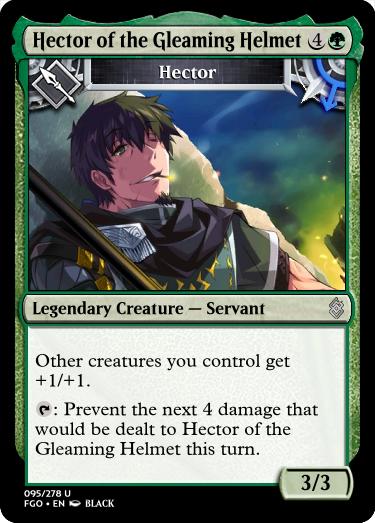 Hector of the Gleaming Helmet 4
Hector
Legendary Creature — Servant
Other creatures you control get
+1/+1.
: Prevent the next 4 damage that
would be dealt to Hector of the
Gleaming Helmet this turn.
3/3
095/278 U
FGO • EN BLACK